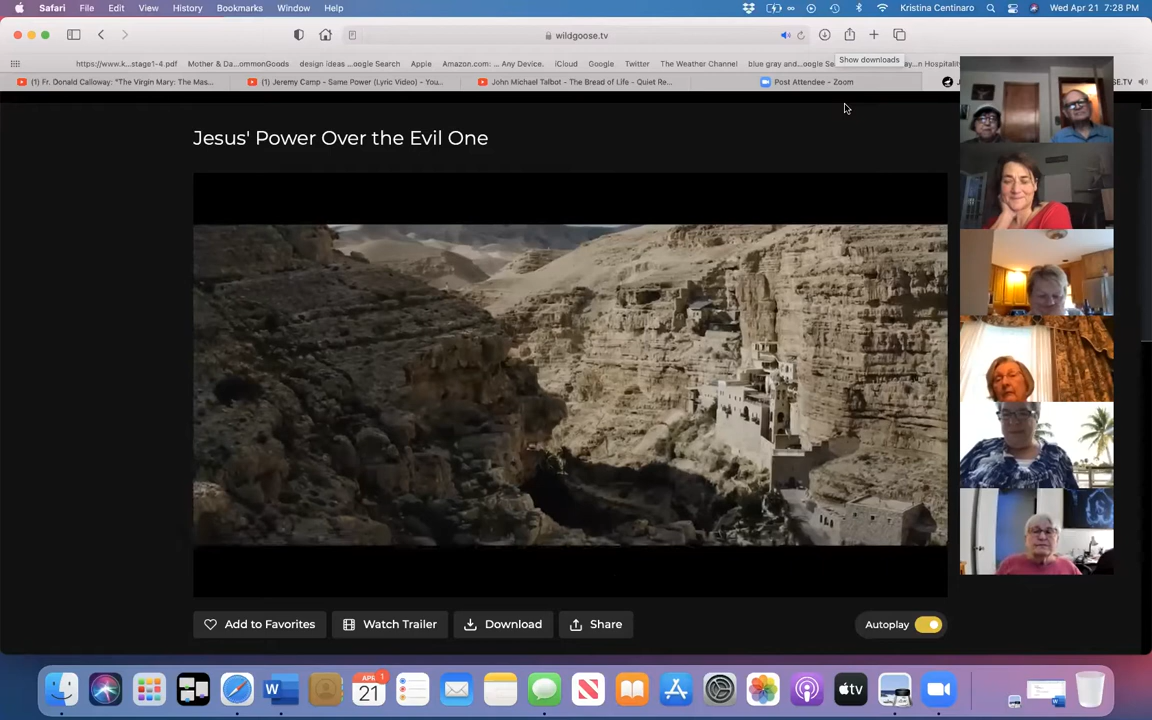 Safari File Edit View History Bookmarks Window Help Kristina Centinaro Wed Apr 21 7:28 PM
wildgoose.tv
https://www.k...stage1-4.pdf Mother & Da...ommonGoods design ideas ...oogle Search Apple Amazon.com: ... Any Device. iCloud Google Twitter The Weather Channel blue gray and...oogle Se
Show downloads
n Hospitality
(1) Fr. Donald Calloway: "The Virgin Mary: The Mas... (1) Jeremy Camp - Same Power (Lyric Video) - You... John Michael Talbot - The Bread of Life - Quiet Re... Post Attendee - Zoom SE.TV
Jesus' Power Over the Evil One
Add to Favorites Watch Trailer Download Share Autoplay
APR 1
21